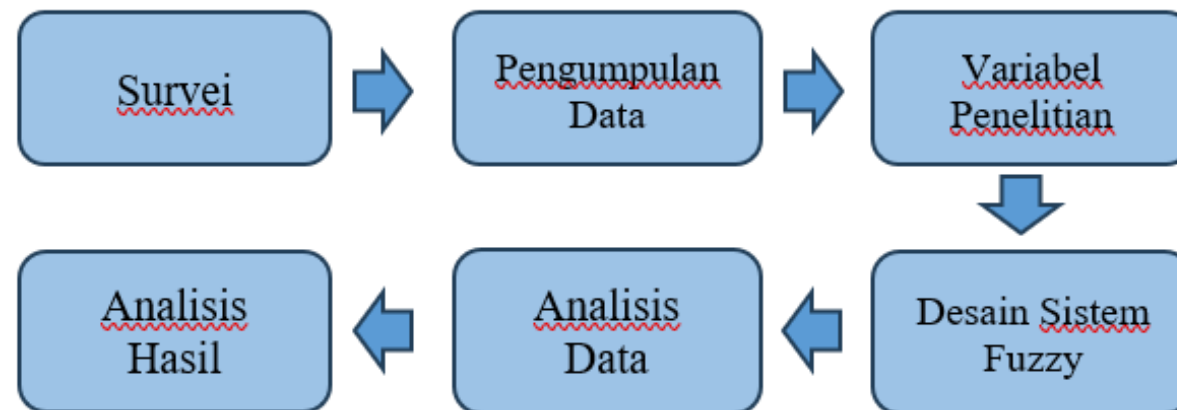 Survei
Pengumpulan
Data
Variabel
Penelitian
Desain Sistem
Fuzzy
Analisis
Data
Analisis
Hasil